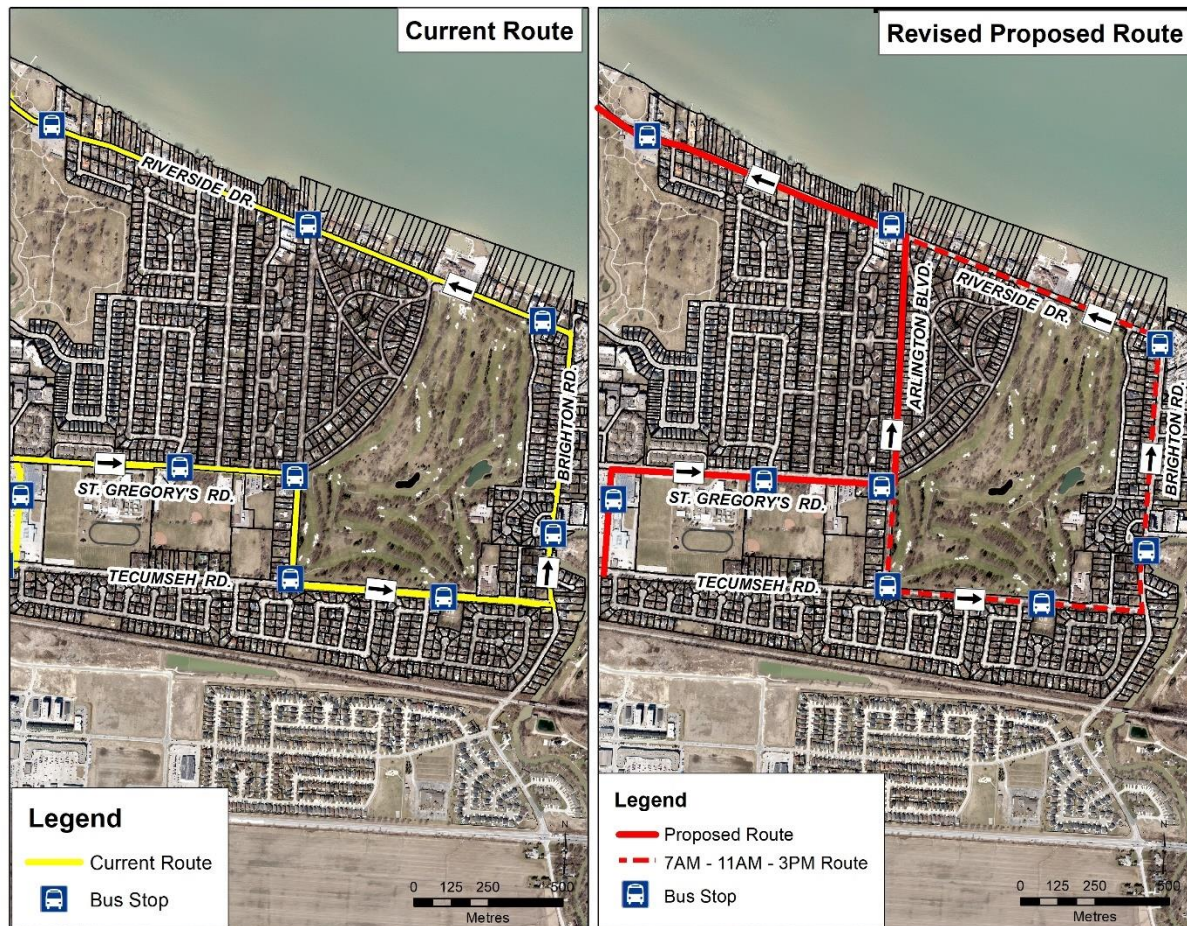 Current Route
RIVERSIDE DR.
BRIGHTON RD.
ST. GREGORY'S RD.
TECUMSEH RD.
Legend
Current Route
Bus Stop
N
0 125 250 500
Metres
Revised Proposed Route
ARLINGTON BLVD.
RIVERSIDE DR.
BRIGHTON RD.
ST. GREGORY'S RD.
TECUMSEH RD.
Legend
Proposed Route
7AM - 11AM - 3PM Route
Bus Stop
N
0 125 250 500
Metres